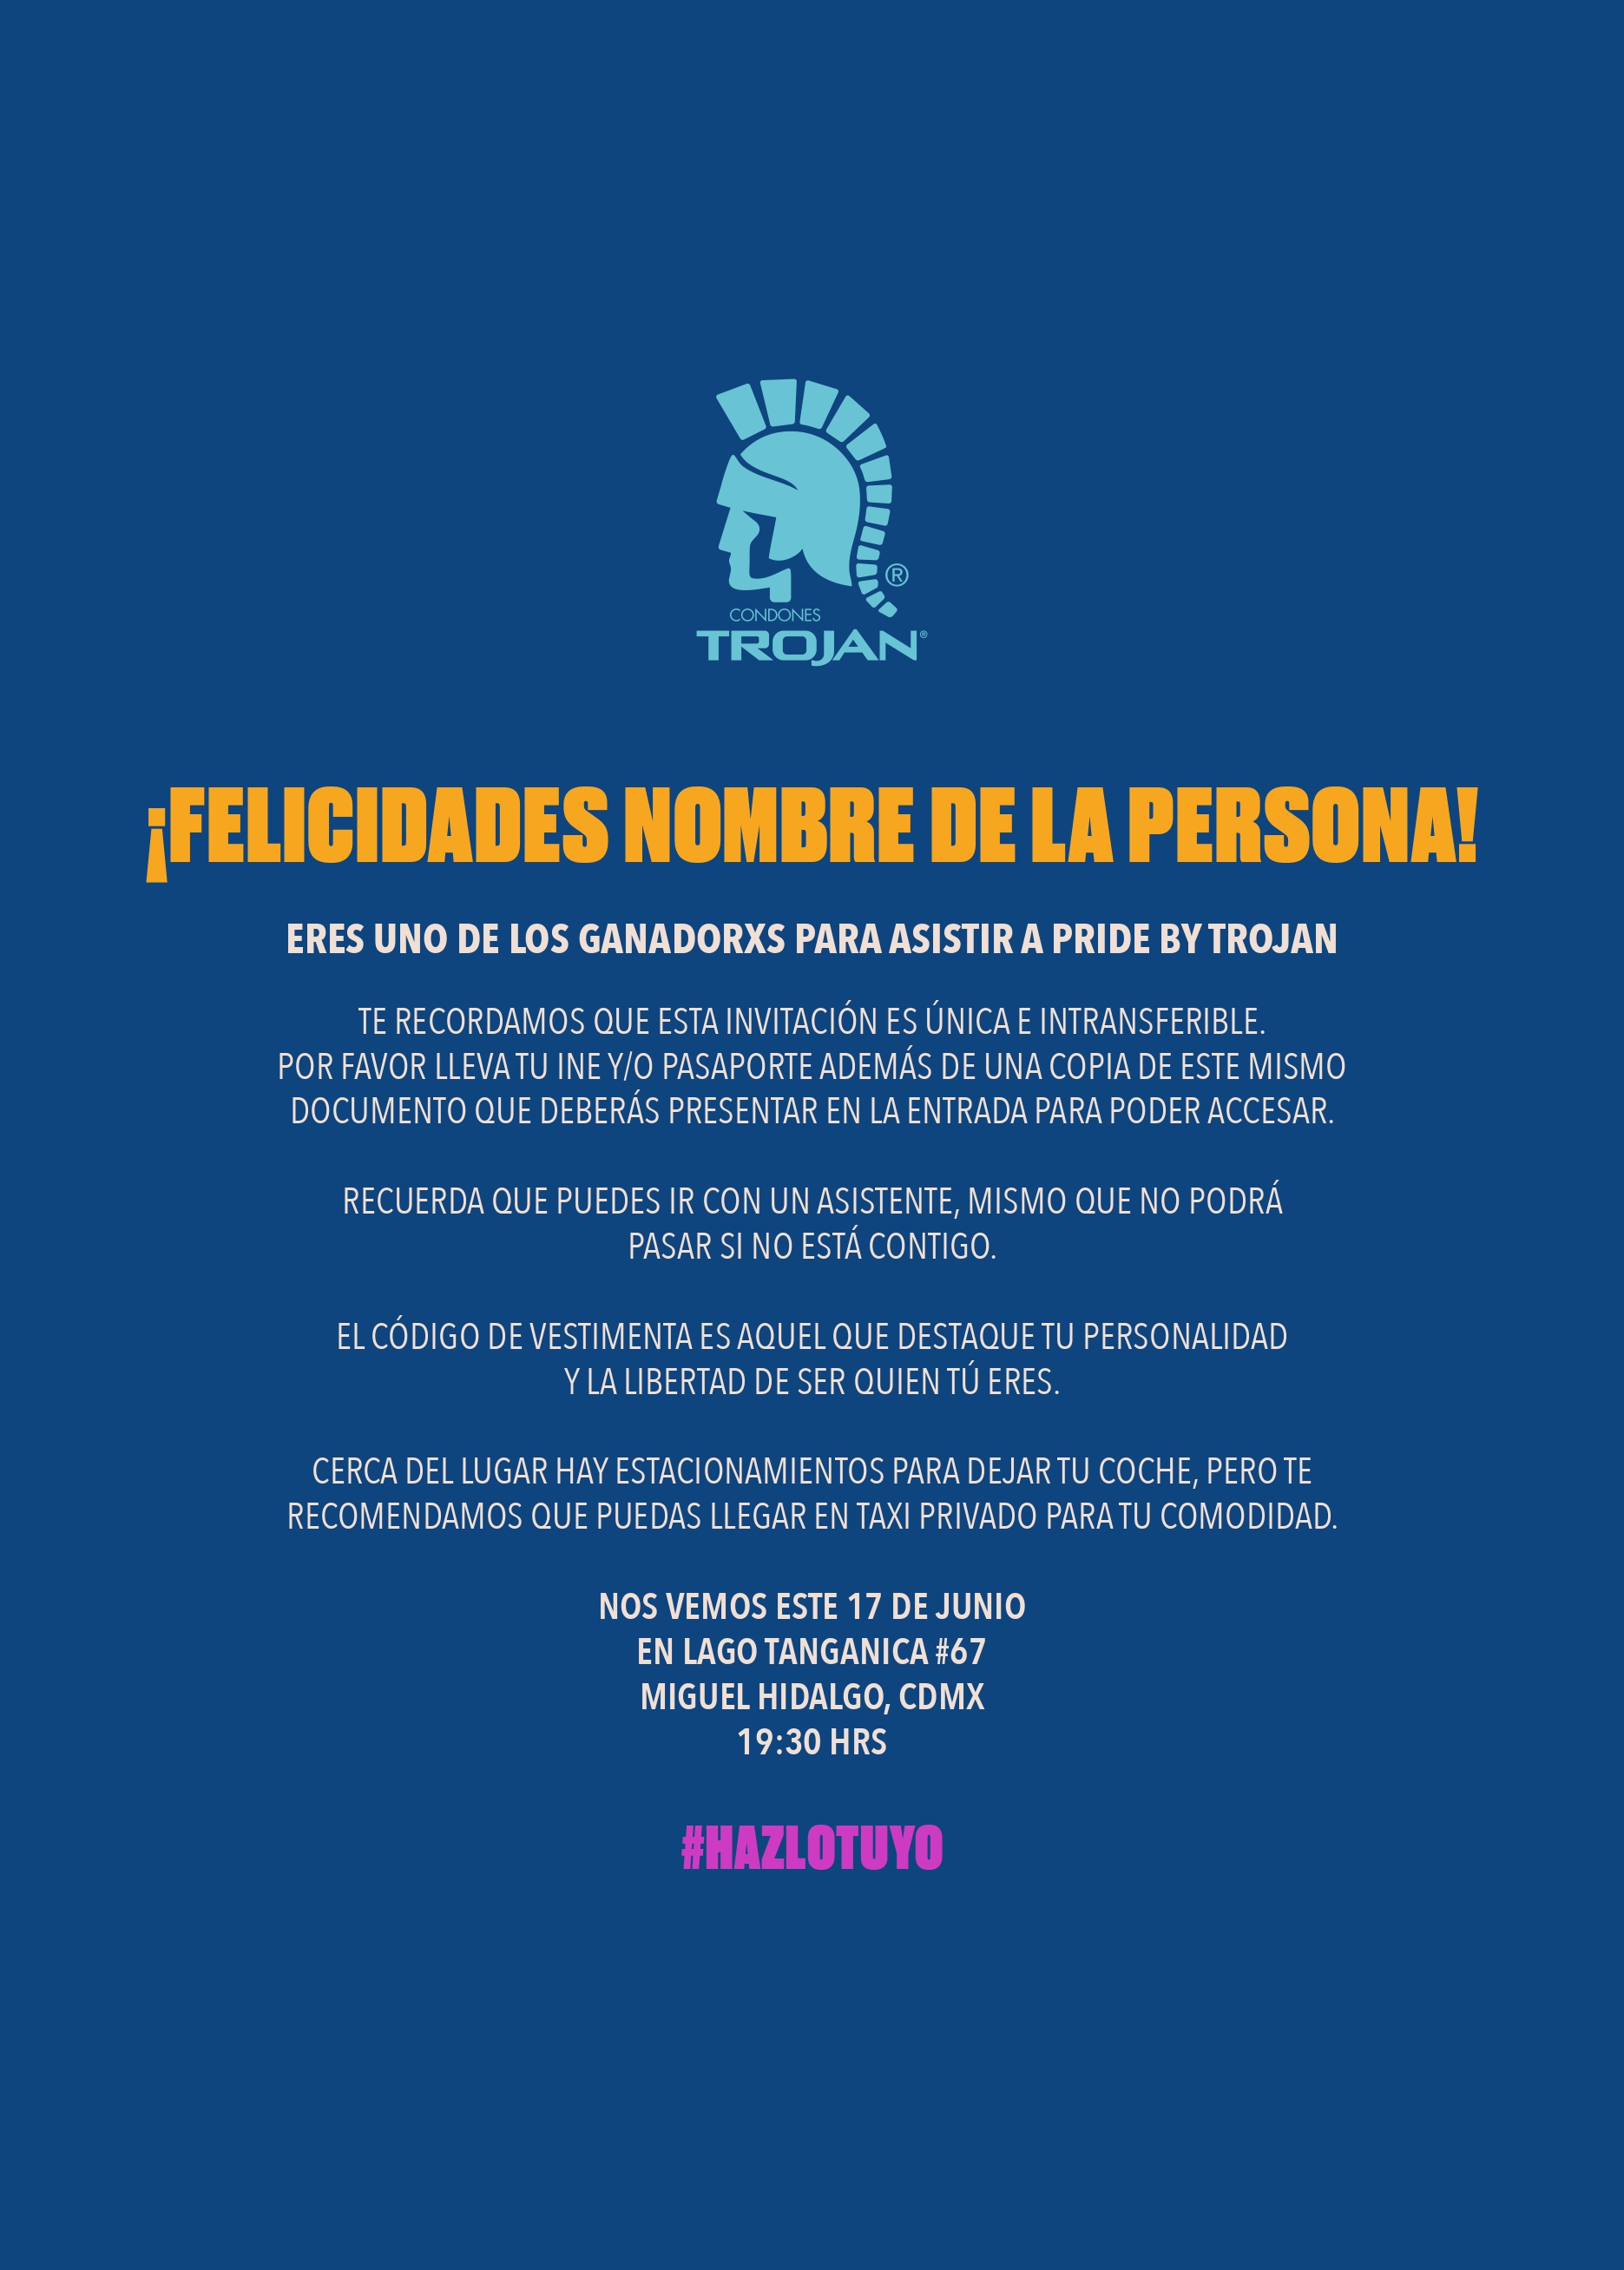 ®
CONDONES
TROJAN®
¡FELICIDADES NOMBRE DE LA PERSONA!
ERES UNO DE LOS GANADORXS PARA ASISTIR A PRIDE BY TROJAN
TE RECORDAMOS QUE ESTA INVITACIÓN ES ÚNICA E INTRANSFERIBLE.
POR FAVOR LLEVA TU INE Y/O PASAPORTE ADEMÁS DE UNA COPIA DE ESTE MISMO
DOCUMENTO QUE DEBERÁS PRESENTAR EN LA ENTRADA PARA PODER ACCESAR.
RECUERDA QUE PUEDES IR CON UN ASISTENTE, MISMO QUE NO PODRÁ
PASAR SI NO ESTÁ CONTIGO.
EL CÓDIGO DE VESTIMENTA ES AQUEL QUE DESTAQUE TU PERSONALIDAD
Y LA LIBERTAD DE SER QUIEN TÚ ERES.
CERCA DEL LUGAR HAY ESTACIONAMIENTOS PARA DEJAR TU COCHE, PERO TE
RECOMENDAMOS QUE PUEDAS LLEGAR EN TAXI PRIVADO PARA TU COMODIDAD.
NOS VEMOS ESTE 17 DE JUNIO
EN LAGO TANGANICA #67
MIGUEL HIDALGO, CDMX
19:30 HRS
#HAZLOTUYO